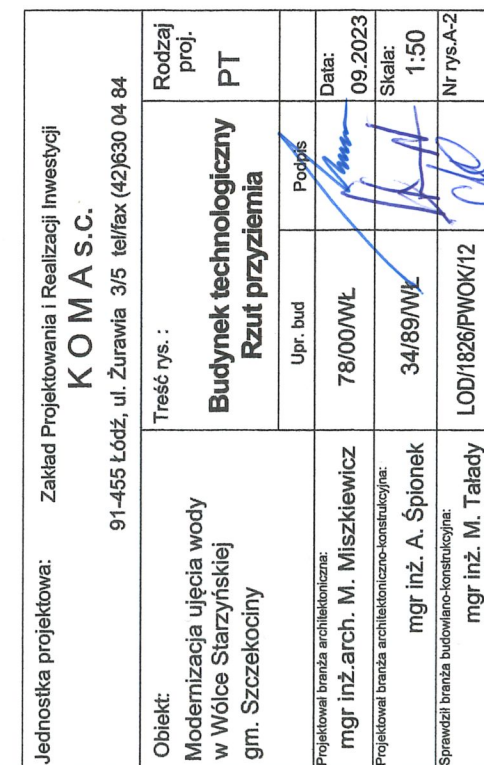 Jednostka projektowa: Zakład Projektowania i Realizacji Inwestycji
K O M A s.c.
91-455 Łódź, ul. Żurawia 3/5 tel/fax (42)630 04 84
Obiekt:
Modernizacja ujęcia wody
w Wólce Starzyńskiej
gm. Szczekociny
Treść rys. :
Budynek technologiczny
Rzut przyziemia
Rodzaj
proj.
PT
Upr. bud
Podpis
Projektował branża architektoniczna:
mgr inż.arch. M. Miszkiewicz
78/00/WŁ
Data:
09.2023
Projektował branża architektoniczno-konstrukcyjna:
mgr inż. A. Śpionek
34/89/WŁ
Skala:
1:50
Sprawdził branża budowlano-konstrukcyjna:
mgr inż. M. Talady
LOD/1826/PWOK/12
Nr rys.A-2